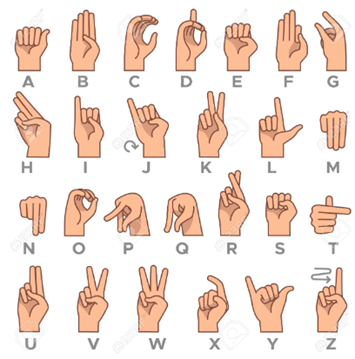 A B C D E F G
H I J K L M
N O P Q R S T
U V W X Y Z